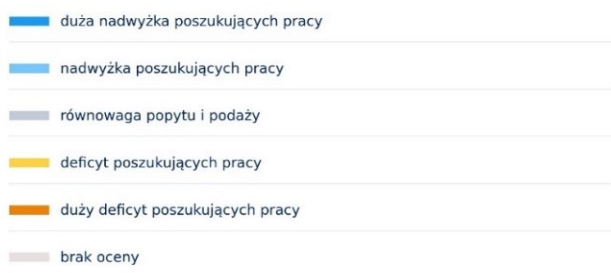 duża nadwyżka poszukujących pracy
nadwyżka poszukujących pracy
równowaga popytu i podaży
deficyt poszukujących pracy
duży deficyt poszukujących pracy
brak oceny